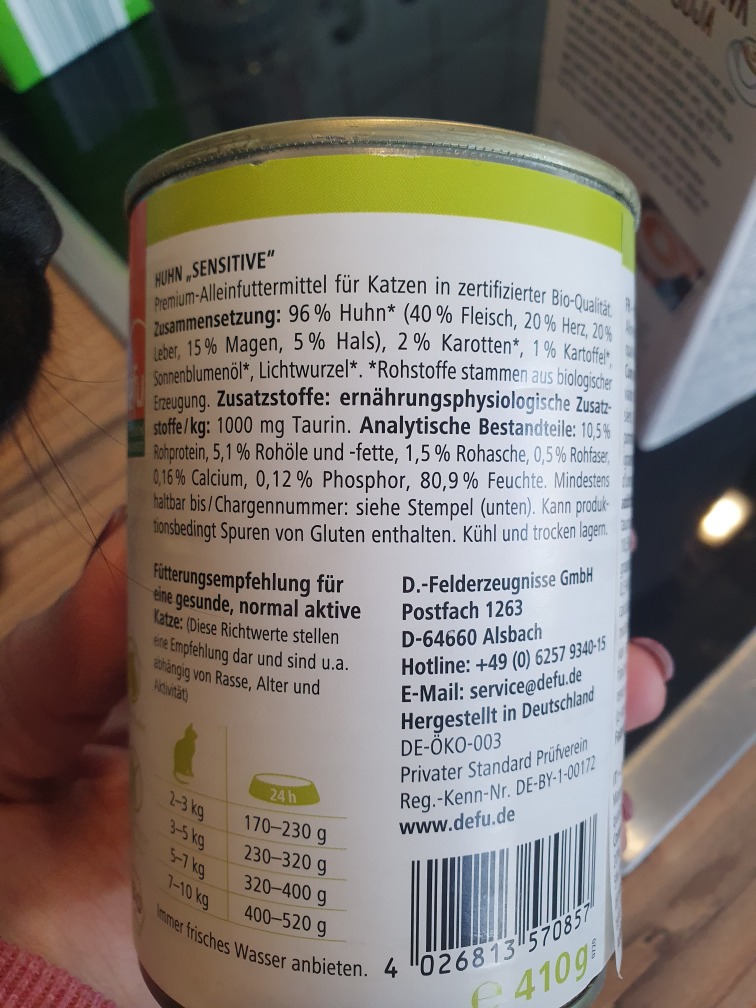 HUHN „SENSITIVE“
Premium-Alleinfuttermittel für Katzen in zertifizierter Bio-Qualität.
Zusammensetzung: 96 % Huhn* (40 % Fleisch, 20 % Herz, 20 %
Leber, 15 % Magen, 5 % Hals), 2 % Karotten*, 1 % Kartoffel*,
Sonnenblumenöl*, Lichtwurzel*. *Rohstoffe stammen aus biologischer
Erzeugung. Zusatzstoffe: ernährungsphysiologische Zusatz-
stoffe/kg: 1000 mg Taurin. Analytische Bestandteile: 10,5 %
Rohprotein, 5,1 % Rohöle und -fette, 1,5 % Rohasche, 0,5 % Rohfaser,
0,16 % Calcium, 0,12 % Phosphor, 80,9 % Feuchte. Mindestens
haltbar bis/Chargennummer: siehe Stempel (unten). Kann produk-
tionsbedingt Spuren von Gluten enthalten. Kühl und trocken lagern.
Fütterungsempfehlung für
eine gesunde, normal aktive
Katze: (Diese Richtwerte stellen
eine Empfehlung dar und sind u.a.
abhängig von Rasse, Alter und
Aktivität)
24 h
2–3 kg 170–230 g
3–5 kg 230–320 g
5–7 kg 320–400 g
7–10 kg 400–520 g
Immer frisches Wasser anbieten.
D.-Felderzeugnisse GmbH
Postfach 1263
D-64660 Alsbach
Hotline: +49 (0) 6257 9340-15
E-Mail: service@defu.de
Hergestellt in Deutschland
DE-ÖKO-003
Privater Standard Prüfverein
Reg.-Kenn-Nr. DE-BY-1-00172
www.defu.de
4 026813 570857
e 410g
SOJA